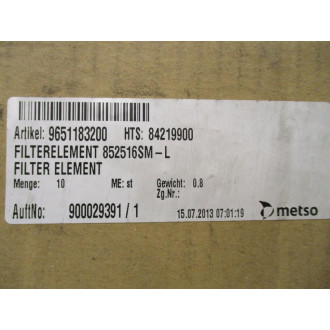 Artikel: 9651183200 HTS: 84219900
FILTERELEMENT 852516SM-L
FILTER ELEMENT
Menge: 10 ME: st Gewicht: 0.8
Zg.Nr.:
AuftNo: 900029391 / 1 15.07.2013 07:01:19 metso